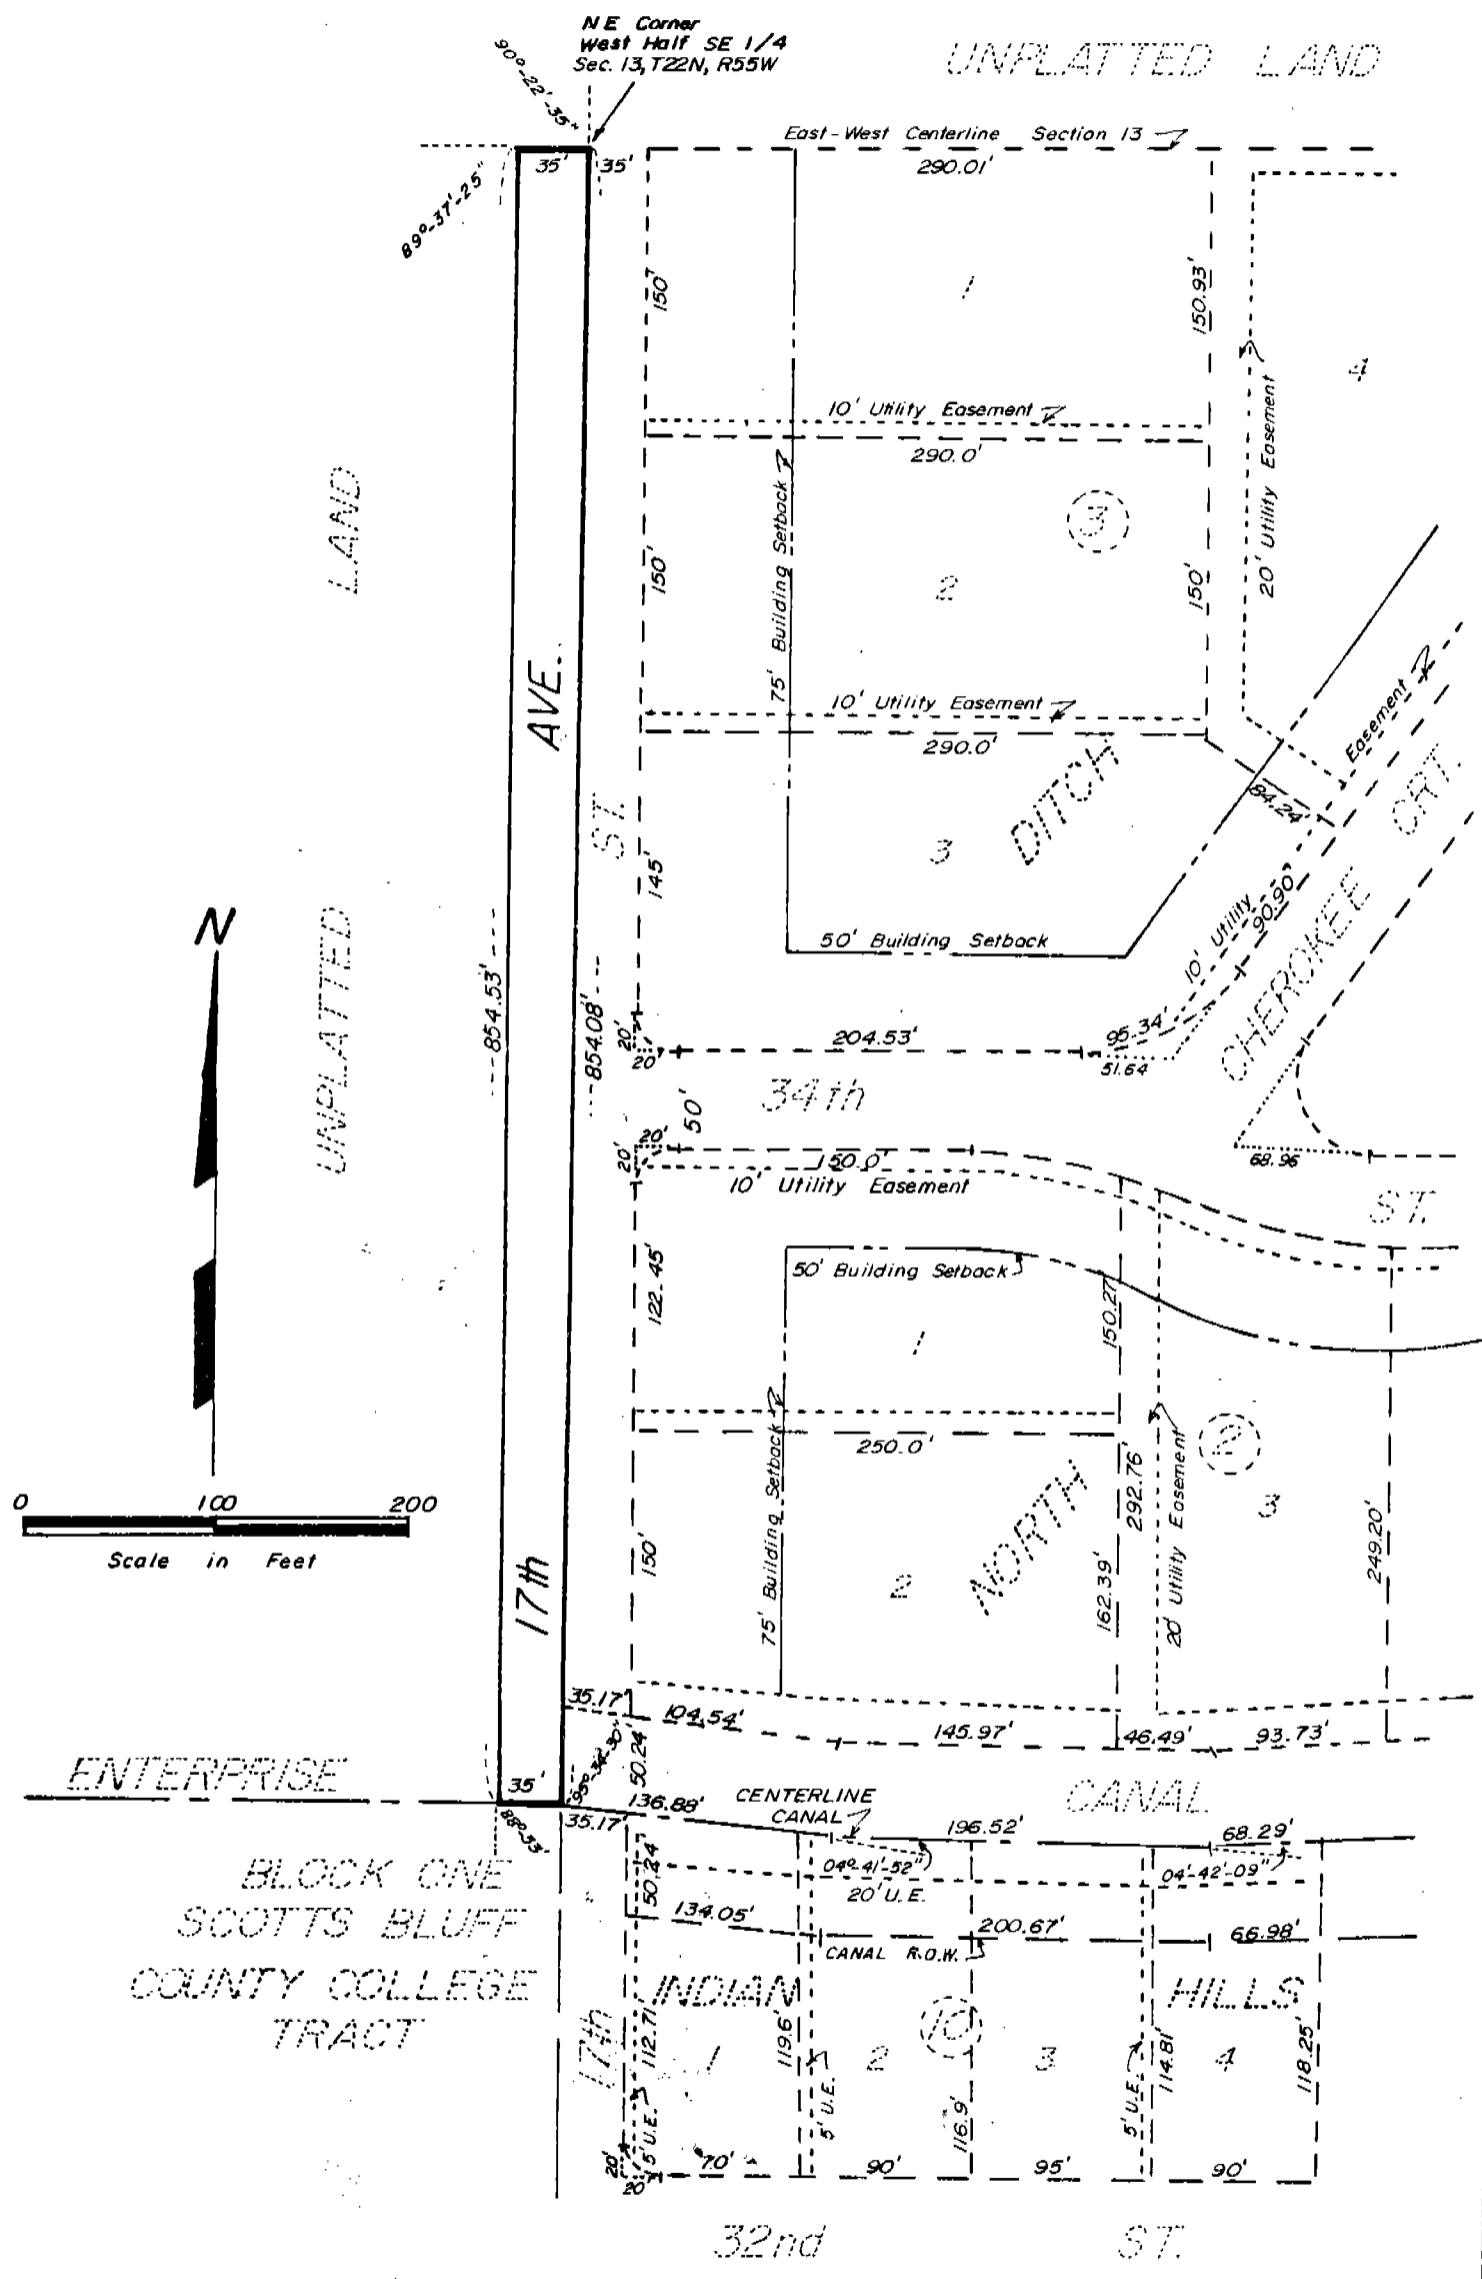 NE Corner
West Half SE 1/4
Sec. 13, T22N, R55W
UNPLATTED LAND
90°-22'-35"
East-West Centerline Section 13
35'
35'
290.01'
89°-37'-25"
150'
1
150.93'
4
10' Utility Easement
290.0'
20' Utility Easement
LAND
75' Building Setback
3
150'
2
150'
AVE.
10' Utility Easement
290.0'
Easement
DITCH
84.24'
CRT.
ST.
145'
3
N
UNPLATTED
50' Building Setback
10' Utility
90.90'
CHEROKEE
854.53'
854.08'
20'
20'
204.53'
95.34'
51.64
34th
50'
20'
20'
150.0'
68.96
10' Utility Easement
ST.
122.45'
50' Building Setback
150.27'
1
75' Building Setback
250.0'
2
292.76'
20' Utility Easement
3
0 100 200
Scale in Feet
17th
150'
2
NORTH
162.39'
249.20'
35.17'
104.54'
145.97'
46.49'
93.73'
50.24'
95°-34'-30"
ENTERPRISE
35'
136.88'
CENTERLINE
CANAL
CANAL
35.17'
196.52'
68.29'
88°-53'
04°-41'-52"
04'-42'-09"
BLOCK ONE
50.24'
20' U.E.
SCOTTS BLUFF
134.05'
200.67'
66.98'
CANAL R.O.W.
COUNTY COLLEGE
INDIAN
HILLS
TRACT
17th
112.71'
1
119.6'
2
10
3
114.81'
4
118.25'
5' U.E.
5' U.E.
116.9'
5' U.E.
20'
20'
70'
90'
95'
90'
32nd ST.